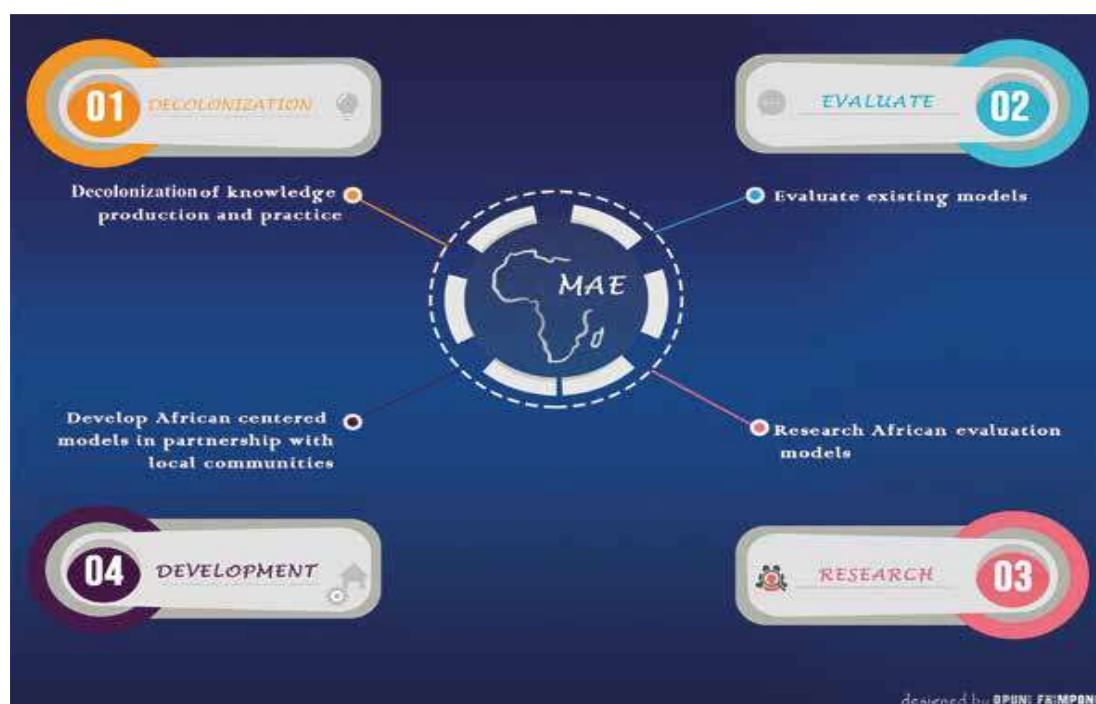 01 DECOLONIZATION
EVALUATE 02
Decolonization of knowledge
production and practice
Evaluate existing models
MAE
Develop African centered
models in partnership with
local communities
Research African evaluation
models
04 DEVELOPMENT
RESEARCH 03
designed by